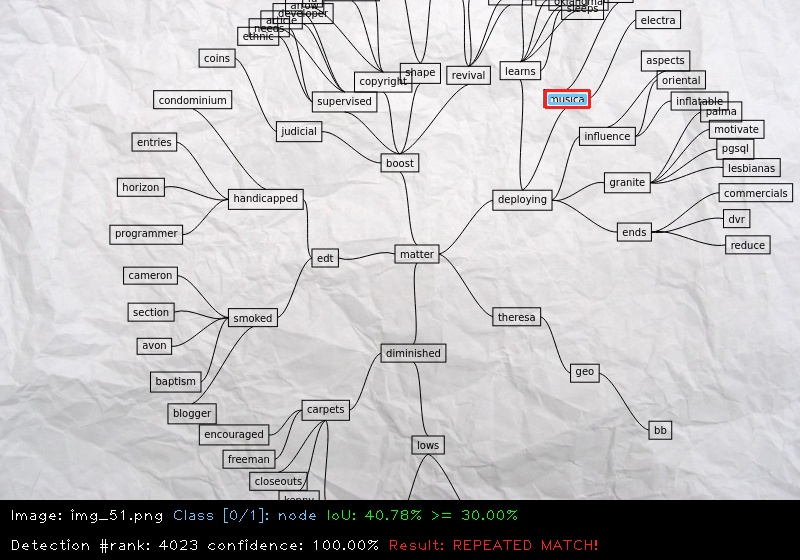 arrow
oklahoma
developer
sleeps
article
electra
needs
ethnic
coins
aspects
copyright
shape
revival
learns
oriental
condominium
supervised
musica
inflatable
palma
judicial
motivate
entries
influence
pgsql
boost
lesbianas
horizon
granite
commercials
handicapped
deploying
dvr
programmer
ends
reduce
edt
matter
cameron
section
smoked
theresa
avon
diminished
geo
baptism
blogger
carpets
encouraged
bb
lows
freeman
closeouts
kenny
Image: img_51.png Class [0/1]: node IoU: 40.78% >= 30.00%
Detection #rank: 4023 confidence: 100.00% Result: REPEATED MATCH!